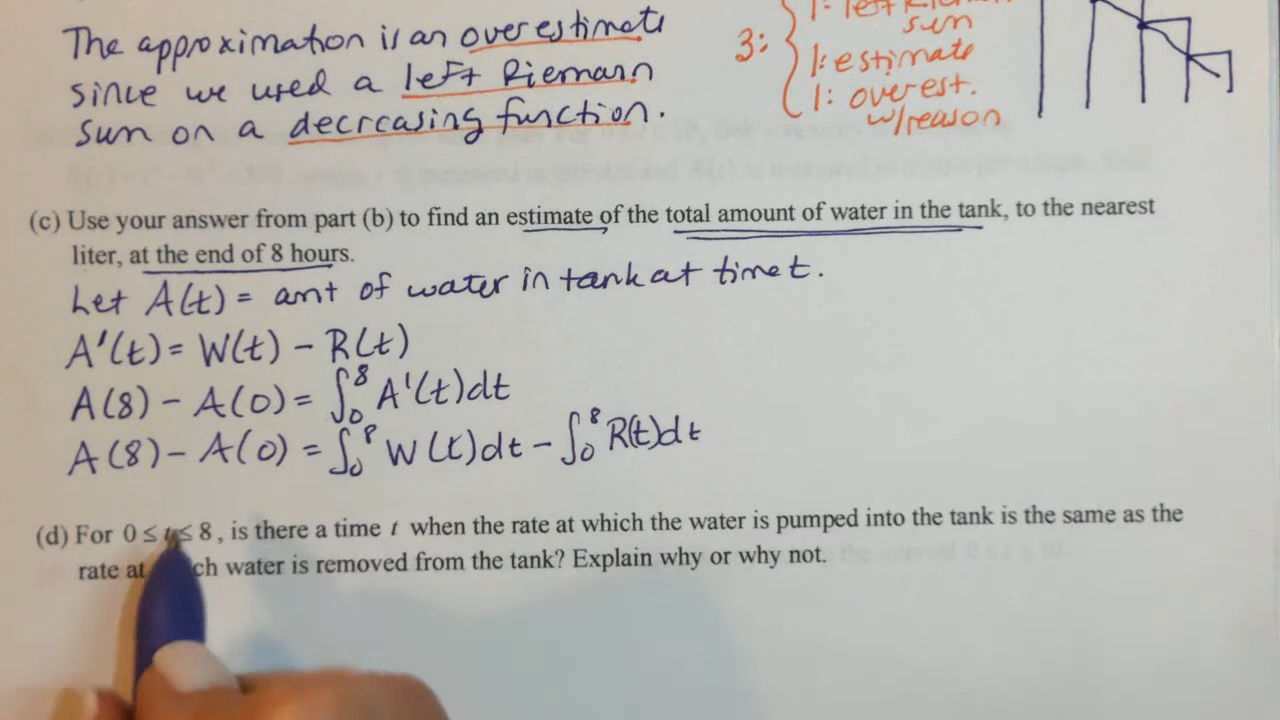 The approximation is an overestimate
since we used a left Riemann
sum on a decreasing function.
3:
sum
1: estimate
1: overest.
w/reason
(c) Use your answer from part (b) to find an estimate of the total amount of water in the tank, to the nearest
liter, at the end of 8 hours.
Let A(t) = amt of water in tank at time t.
A'(t) = W(t) - R(t)
A(8) - A(0) = ∫₀⁸ A'(t)dt
A(8) - A(0) = ∫₀⁸ W(t)dt - ∫₀⁸ R(t)dt
(d) For 0 ≤ t ≤ 8, is there a time t when the rate at which the water is pumped into the tank is the same as the
rate at water is removed from the tank? Explain why or why not.